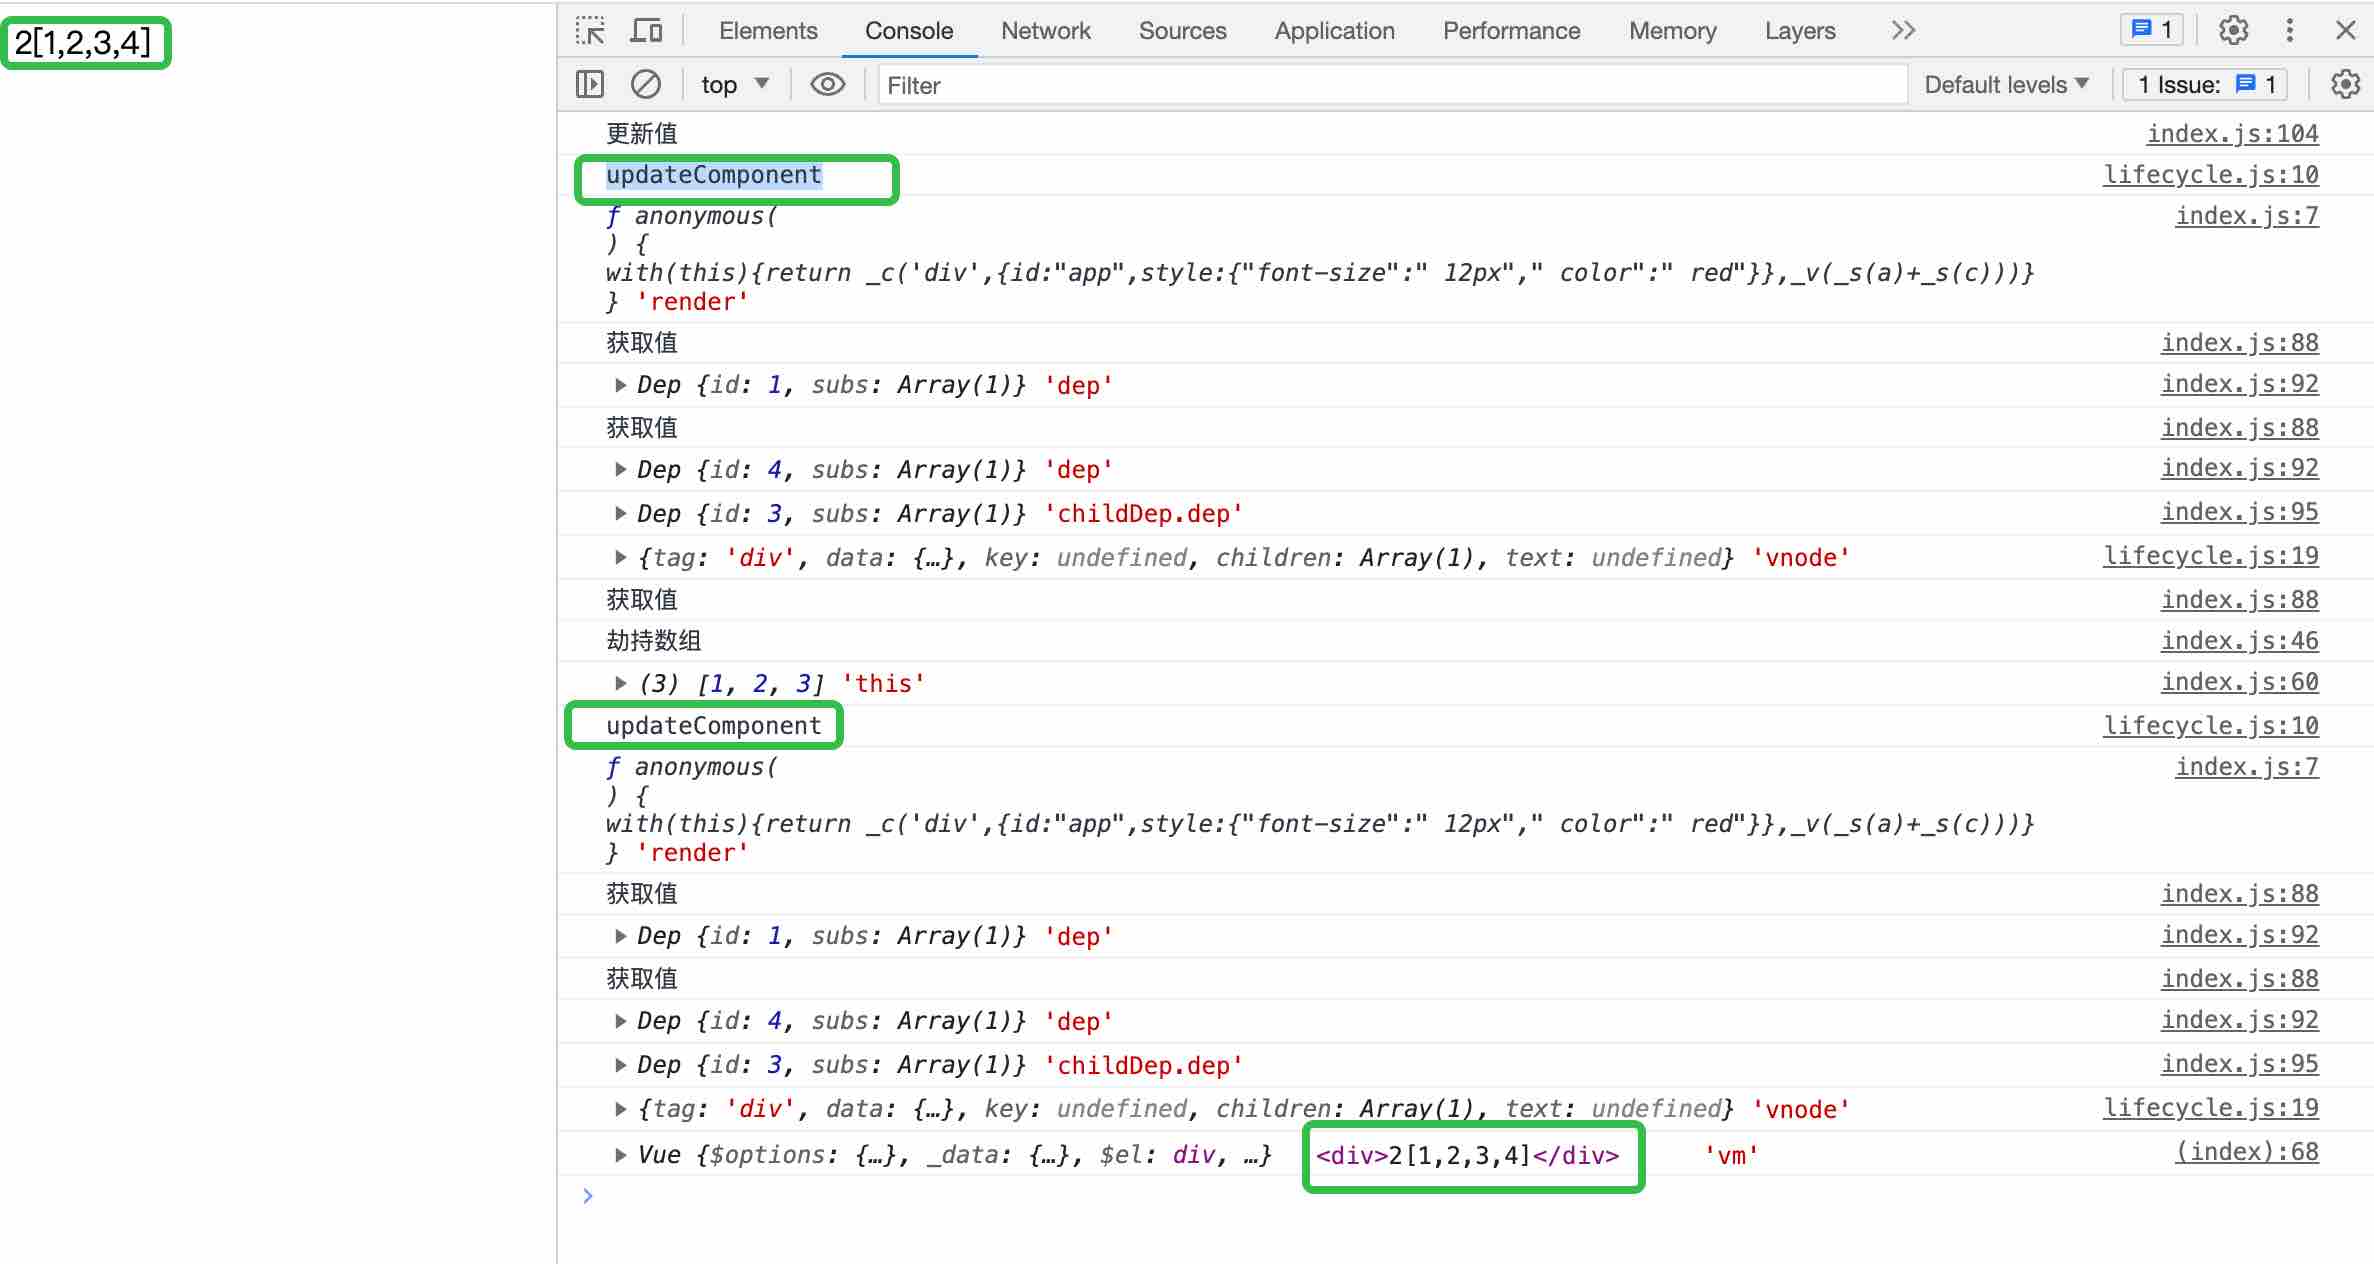 2[1,2,3,4]
Elements Console Network Sources Application Performance Memory Layers 1
top Filter Default levels 1 Issue: 1
更新值 index.js:104
updateComponent lifecycle.js:10
ƒ anonymous( index.js:7
) {
with(this){return _c('div',{id:"app",style:{"font-size":" 12px"," color":" red"}},_v(_s(a)+_s(c)))}
} 'render'
获取值 index.js:88
Dep {id: 1, subs: Array(1)} 'dep' index.js:92
获取值 index.js:88
Dep {id: 4, subs: Array(1)} 'dep' index.js:92
Dep {id: 3, subs: Array(1)} 'childDep.dep' index.js:95
{tag: 'div', data: {…}, key: undefined, children: Array(1), text: undefined} 'vnode' lifecycle.js:19
获取值 index.js:88
劫持数组 index.js:46
(3) [1, 2, 3] 'this' index.js:60
updateComponent lifecycle.js:10
ƒ anonymous( index.js:7
) {
with(this){return _c('div',{id:"app",style:{"font-size":" 12px"," color":" red"}},_v(_s(a)+_s(c)))}
} 'render'
获取值 index.js:88
Dep {id: 1, subs: Array(1)} 'dep' index.js:92
获取值 index.js:88
Dep {id: 4, subs: Array(1)} 'dep' index.js:92
Dep {id: 3, subs: Array(1)} 'childDep.dep' index.js:95
{tag: 'div', data: {…}, key: undefined, children: Array(1), text: undefined} 'vnode' lifecycle.js:19
Vue {$options: {…}, _data: {…}, $el: div, …} <div>2[1,2,3,4]</div> 'vm' (index):68